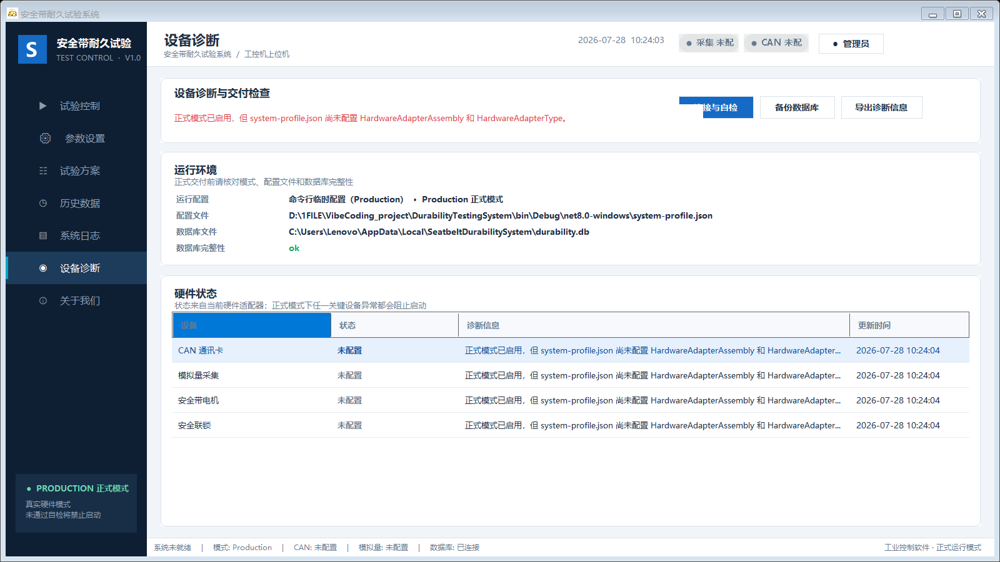 安全带耐久试验系统
S
安全带耐久试验
TEST CONTROL · V1.0
试验控制
参数设置
试验方案
历史数据
系统日志
设备诊断
关于我们
● PRODUCTION 正式模式
真实硬件模式
未通过自检将禁止启动
设备诊断
安全带耐久试验系统 / 工控机上位机
2026-07-28 10:24:03
● 采集 未配
● CAN 未配
● 管理员
设备诊断与交付检查
正式模式已启用，但 system-profile.json 尚未配置 HardwareAdapterAssembly 和 HardwareAdapterType。
接与自检
备份数据库
导出诊断信息
运行环境
正式交付前请核对模式、配置文件和数据库完整性
运行配置 命令行临时配置（Production） • Production 正式模式
配置文件 D:\1FILE\VibeCoding_project\DurabilityTestingSystem\bin\Debug\net8.0-windows\system-profile.json
数据库文件 C:\Users\Lenovo\AppData\Local\SeatbeltDurabilitySystem\durability.db
数据库完整性 ok
硬件状态
状态来自当前硬件适配器；正式模式下任一关键设备异常都会阻止启动
设备 状态 诊断信息 更新时间
CAN 通讯卡 未配置 正式模式已启用，但 system-profile.json 尚未配置 HardwareAdapterAssembly 和 HardwareAdapter... 2026-07-28 10:24:04
模拟量采集 未配置 正式模式已启用，但 system-profile.json 尚未配置 HardwareAdapterAssembly 和 HardwareAdapter... 2026-07-28 10:24:04
安全带电机 未配置 正式模式已启用，但 system-profile.json 尚未配置 HardwareAdapterAssembly 和 HardwareAdapter... 2026-07-28 10:24:04
安全联锁 未配置 正式模式已启用，但 system-profile.json 尚未配置 HardwareAdapterAssembly 和 HardwareAdapter... 2026-07-28 10:24:04
系统未就绪 | 模式: Production | CAN: 未配置 | 模拟量: 未配置 | 数据库: 已连接
工业控制软件 · 正式运行模式